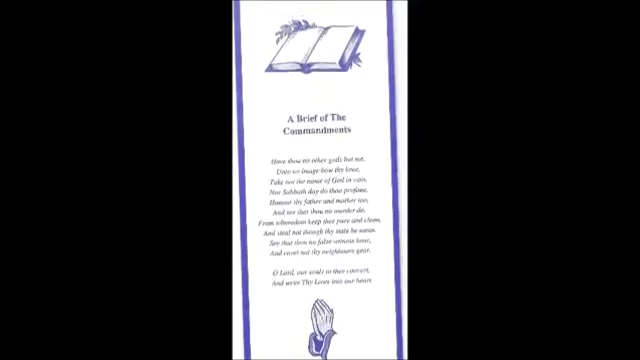 A Brief of The
Commandments
Have thou no other gods but me,
Unto no image bow thy knee,
Take not the name of God in vain,
Nor Sabbath day do thou profane,
Honour thy father and mother too,
And see that thou no murder do,
From whoredom keep thee pure and clean,
And steal not though thy state be mean.
See that thou no false witness bear,
And covet not thy neighbours gear.
O Lord, our souls to thee convert,
And write Thy Laws into our heart